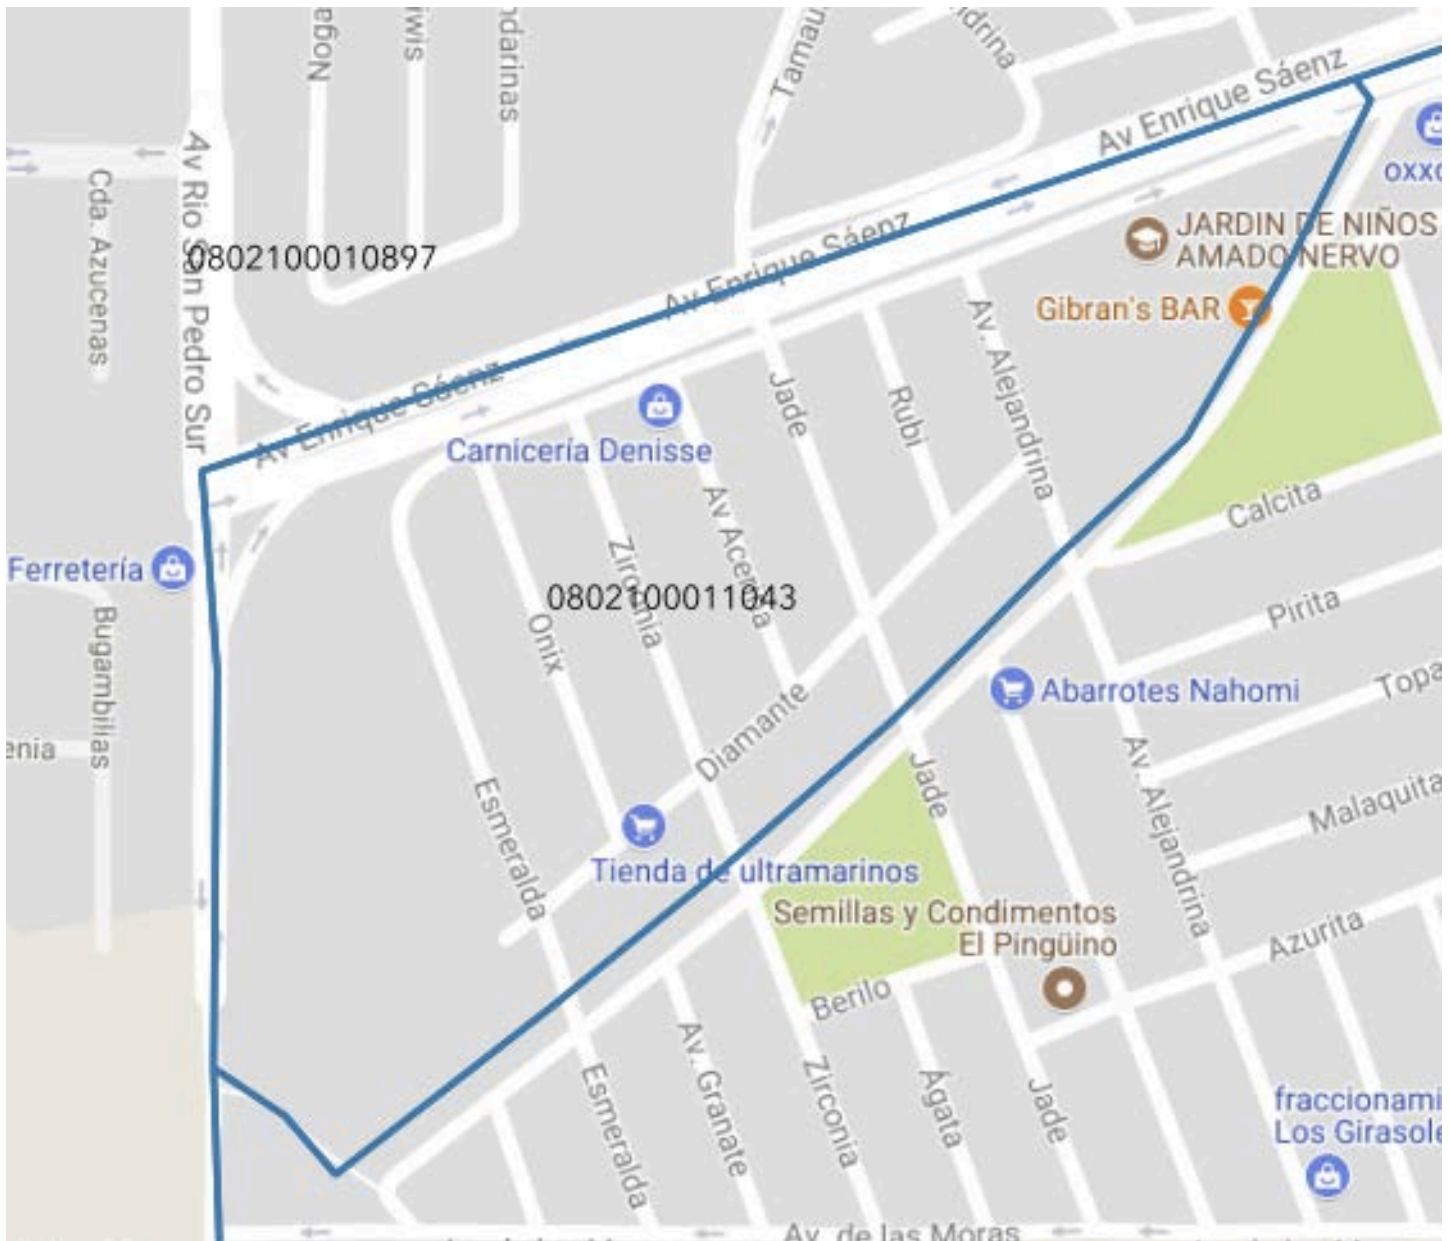 iwis
ndarinas
Tamau
ndrina
Av Enrique Sáenz
oxxo
Av Rio San Pedro Sur
Cda. Azucenas
0802100010897
JARDIN DE NIÑOS
AMADO NERVO
Av Enrique Sáenz
Gibran's BAR
Av Enrique Sáenz
Jade
Rubi
Av. Alejandrina
Carnicería Denisse
Calcita
Ferretería
Zirconia
Av Acerina
0802100011043
Onix
Pirita
Bugambilias
Abarrotes Nahomi
Topa
enia
Diamante
Esmeralda
Jade
Av. Alejandrina
Malaquita
Tienda de ultramarinos
Semillas y Condimentos
El Pingüino
Azurita
Berilo
Av. Granate
Zirconia
Ágata
Jade
Esmeralda
fraccionami
Los Girasole
Av. de las Moras